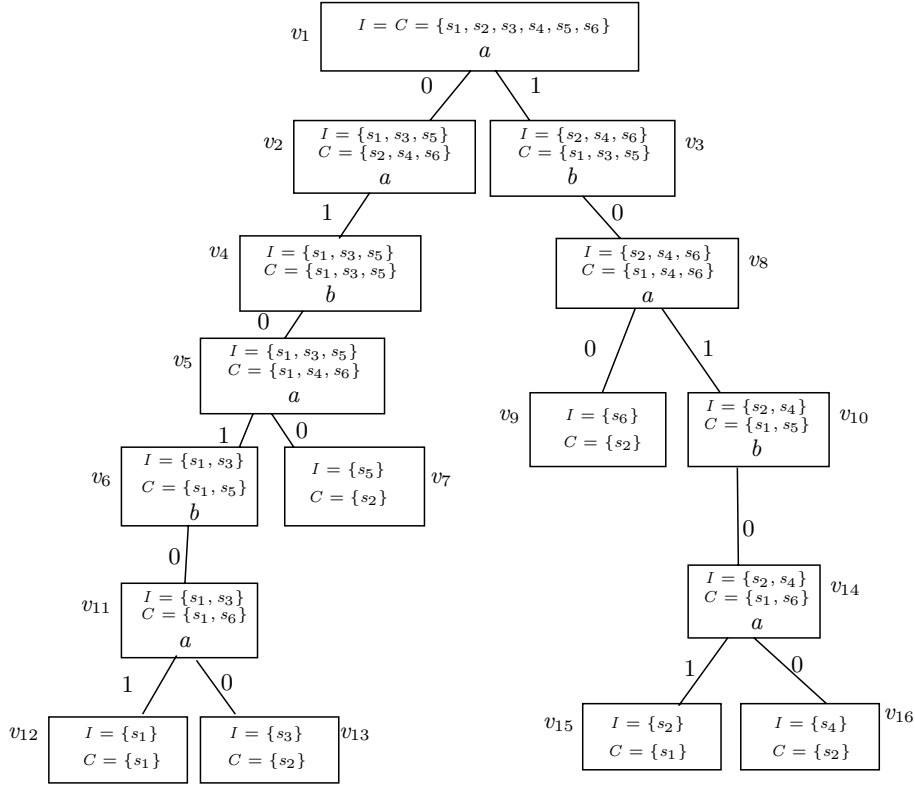 v1
I = C = {s1, s2, s3, s4, s5, s6}
a
0 1
v2
I = {s1, s3, s5}
C = {s2, s4, s6}
a
I = {s2, s4, s6}
C = {s1, s3, s5}
b
v3
1 0
v4
I = {s1, s3, s5}
C = {s1, s3, s5}
b
I = {s2, s4, s6}
C = {s1, s4, s6}
a
v8
0
0 1
v5
I = {s1, s3, s5}
C = {s1, s4, s6}
a
1 0
v9
I = {s6}
C = {s2}
I = {s2, s4}
C = {s1, s5}
b
v10
v6
I = {s1, s3}
C = {s1, s5}
b
I = {s5}
C = {s2}
v7
0 0
v11
I = {s1, s3}
C = {s1, s6}
a
I = {s2, s4}
C = {s1, s6}
a
v14
1 0
1 0
v12
I = {s1}
C = {s1}
I = {s3}
C = {s2}
v13
v15
I = {s2}
C = {s1}
I = {s4}
C = {s2}
v16